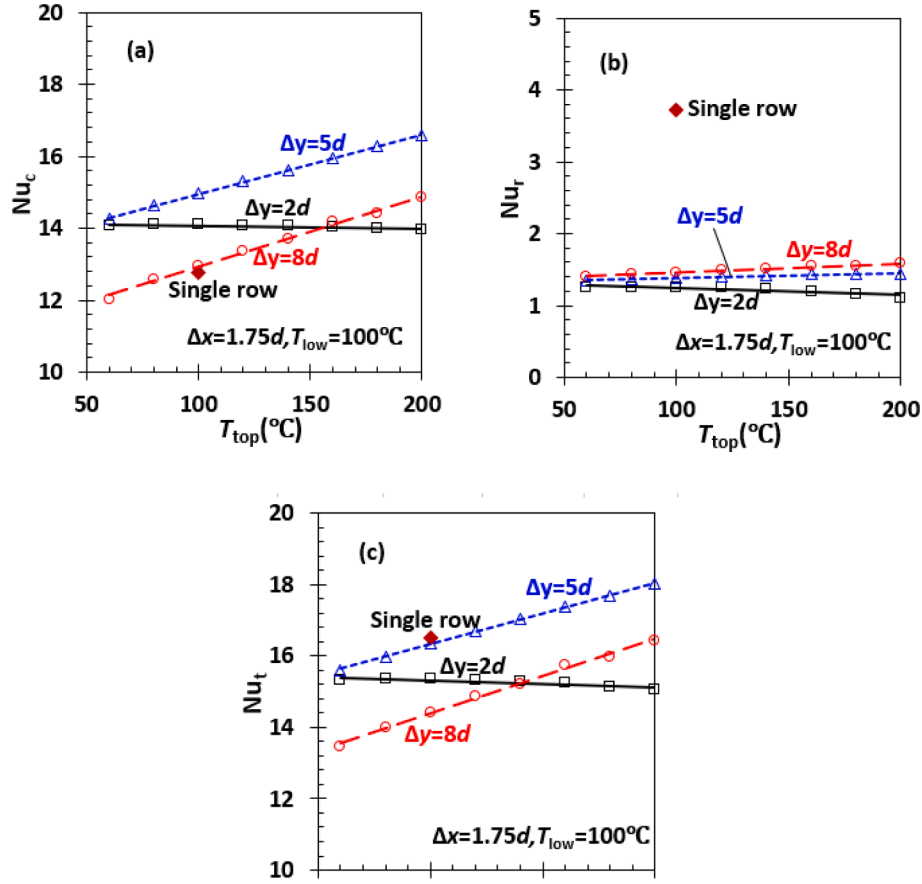 20
18
16
14
12
10
Nu_c
(a)
Δy=5d
Δy=2d
Δy=8d
Single row
Δx=1.75d,T_low=100℃
50
100
150
200
T_top(℃)
5
4
3
2
1
0
Nu_r
(b)
Single row
Δy=5d
Δy=8d
Δy=2d
Δx=1.75d,T_low=100℃
50
100
150
200
T_top(℃)
20
18
16
14
12
10
Nu_t
(c)
Δy=5d
Single row
Δy=2d
Δy=8d
Δx=1.75d,T_low=100℃